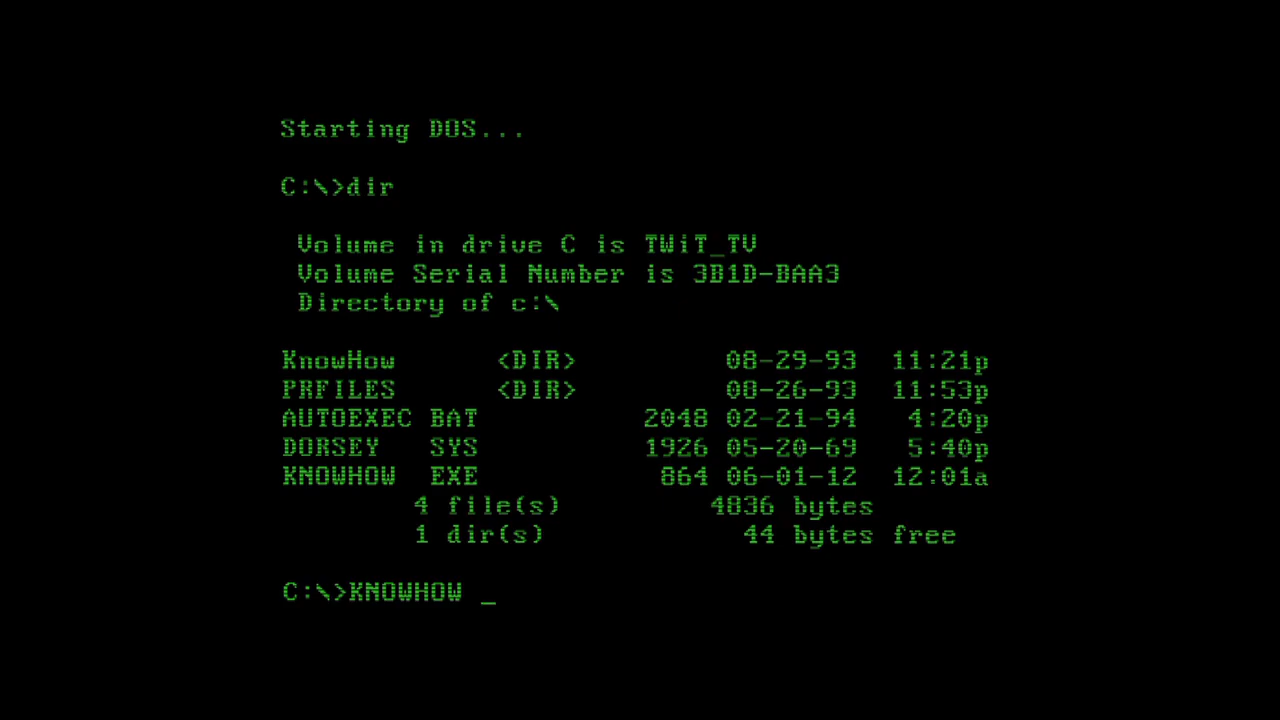 Starting DOS...
C:\>dir
Volume in drive C is TWiT_TV
Volume Serial Number is 3B1D-BAA3
Directory of c:\
KnowHow <DIR> 08-29-93 11:21p
PRFILES <DIR> 08-26-93 11:53p
AUTOEXEC BAT 2048 02-21-94 4:20p
DORSEY SYS 1926 05-20-69 5:40p
KNOWHOW EXE 864 06-01-12 12:01a
4 file(s) 4836 bytes
1 dir(s) 44 bytes free
C:\>KNOWHOW _